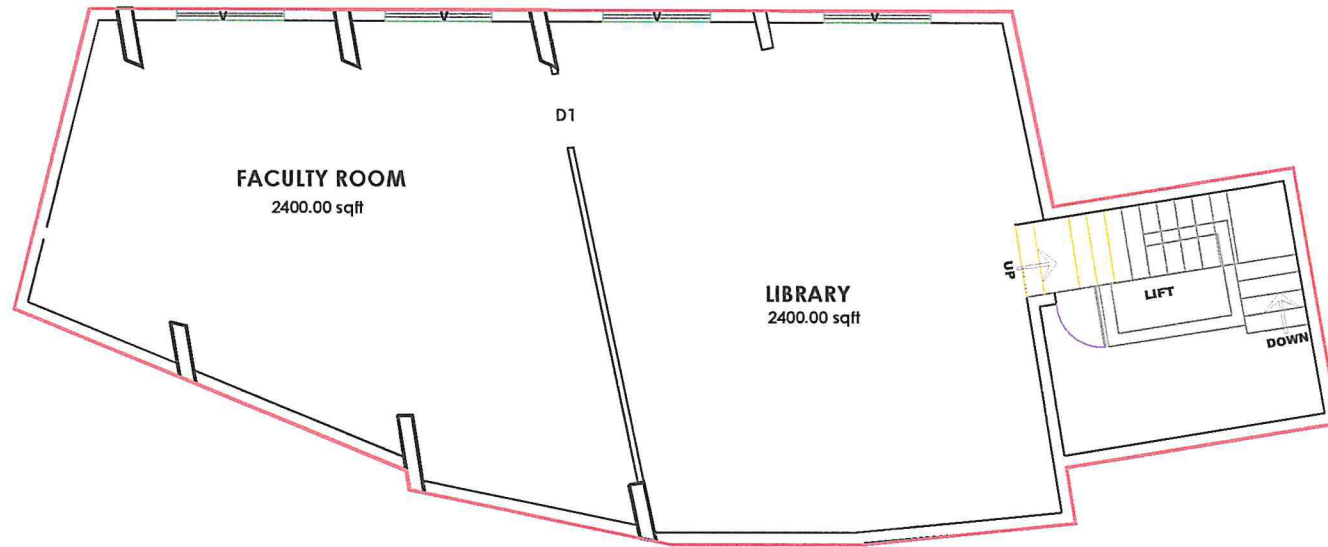 V
V
V
V
D1
FACULTY ROOM
2400.00 sqft
LIBRARY
2400.00 sqft
UP
LIFT
DOWN